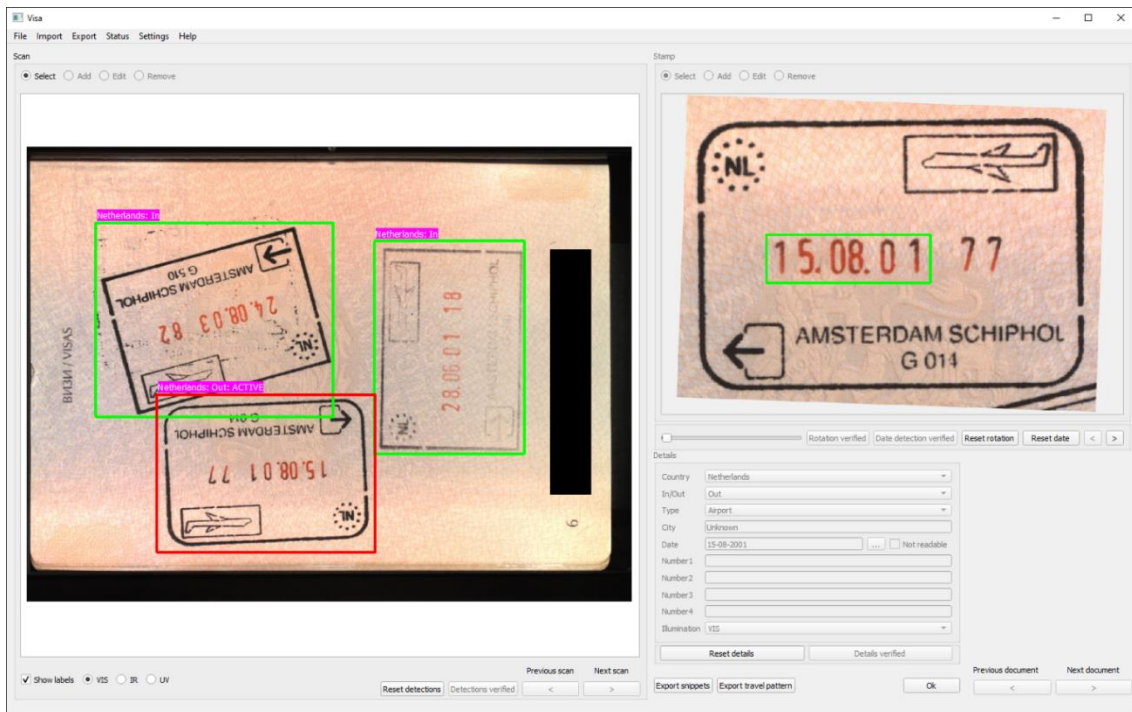 Visa
File Import Export Status Settings Help
Scan
Select Add Edit Remove
Netherlands: In
AMSTERDAM SCHIPHOL
G 510
24.08.03 82
NL
ВИЗИ / VISAS
Netherlands: In
28.06.01 18
NL
AMSTERDAM SCHIPHOL
Netherlands: Out: ACTIVE
G 014
AMSTERDAM SCHIPHOL
15.08.01 77
NL
6
Show labels VIS IR UV
Reset detections Detections verified
Previous scan Next scan
< >
Stamp
Select Add Edit Remove
NL
15.08.01 77
AMSTERDAM SCHIPHOL
G 014
Rotation verified Date detection verified Reset rotation Reset date < >
Details
Country Netherlands
In/Out Out
Type Airport
City Unknown
Date 15-08-2001 ... Not readable
Number1
Number2
Number3
Number4
Illumination VIS
Reset details Details verified
Export snippets Export travel pattern Ok
Previous document Next document
< >